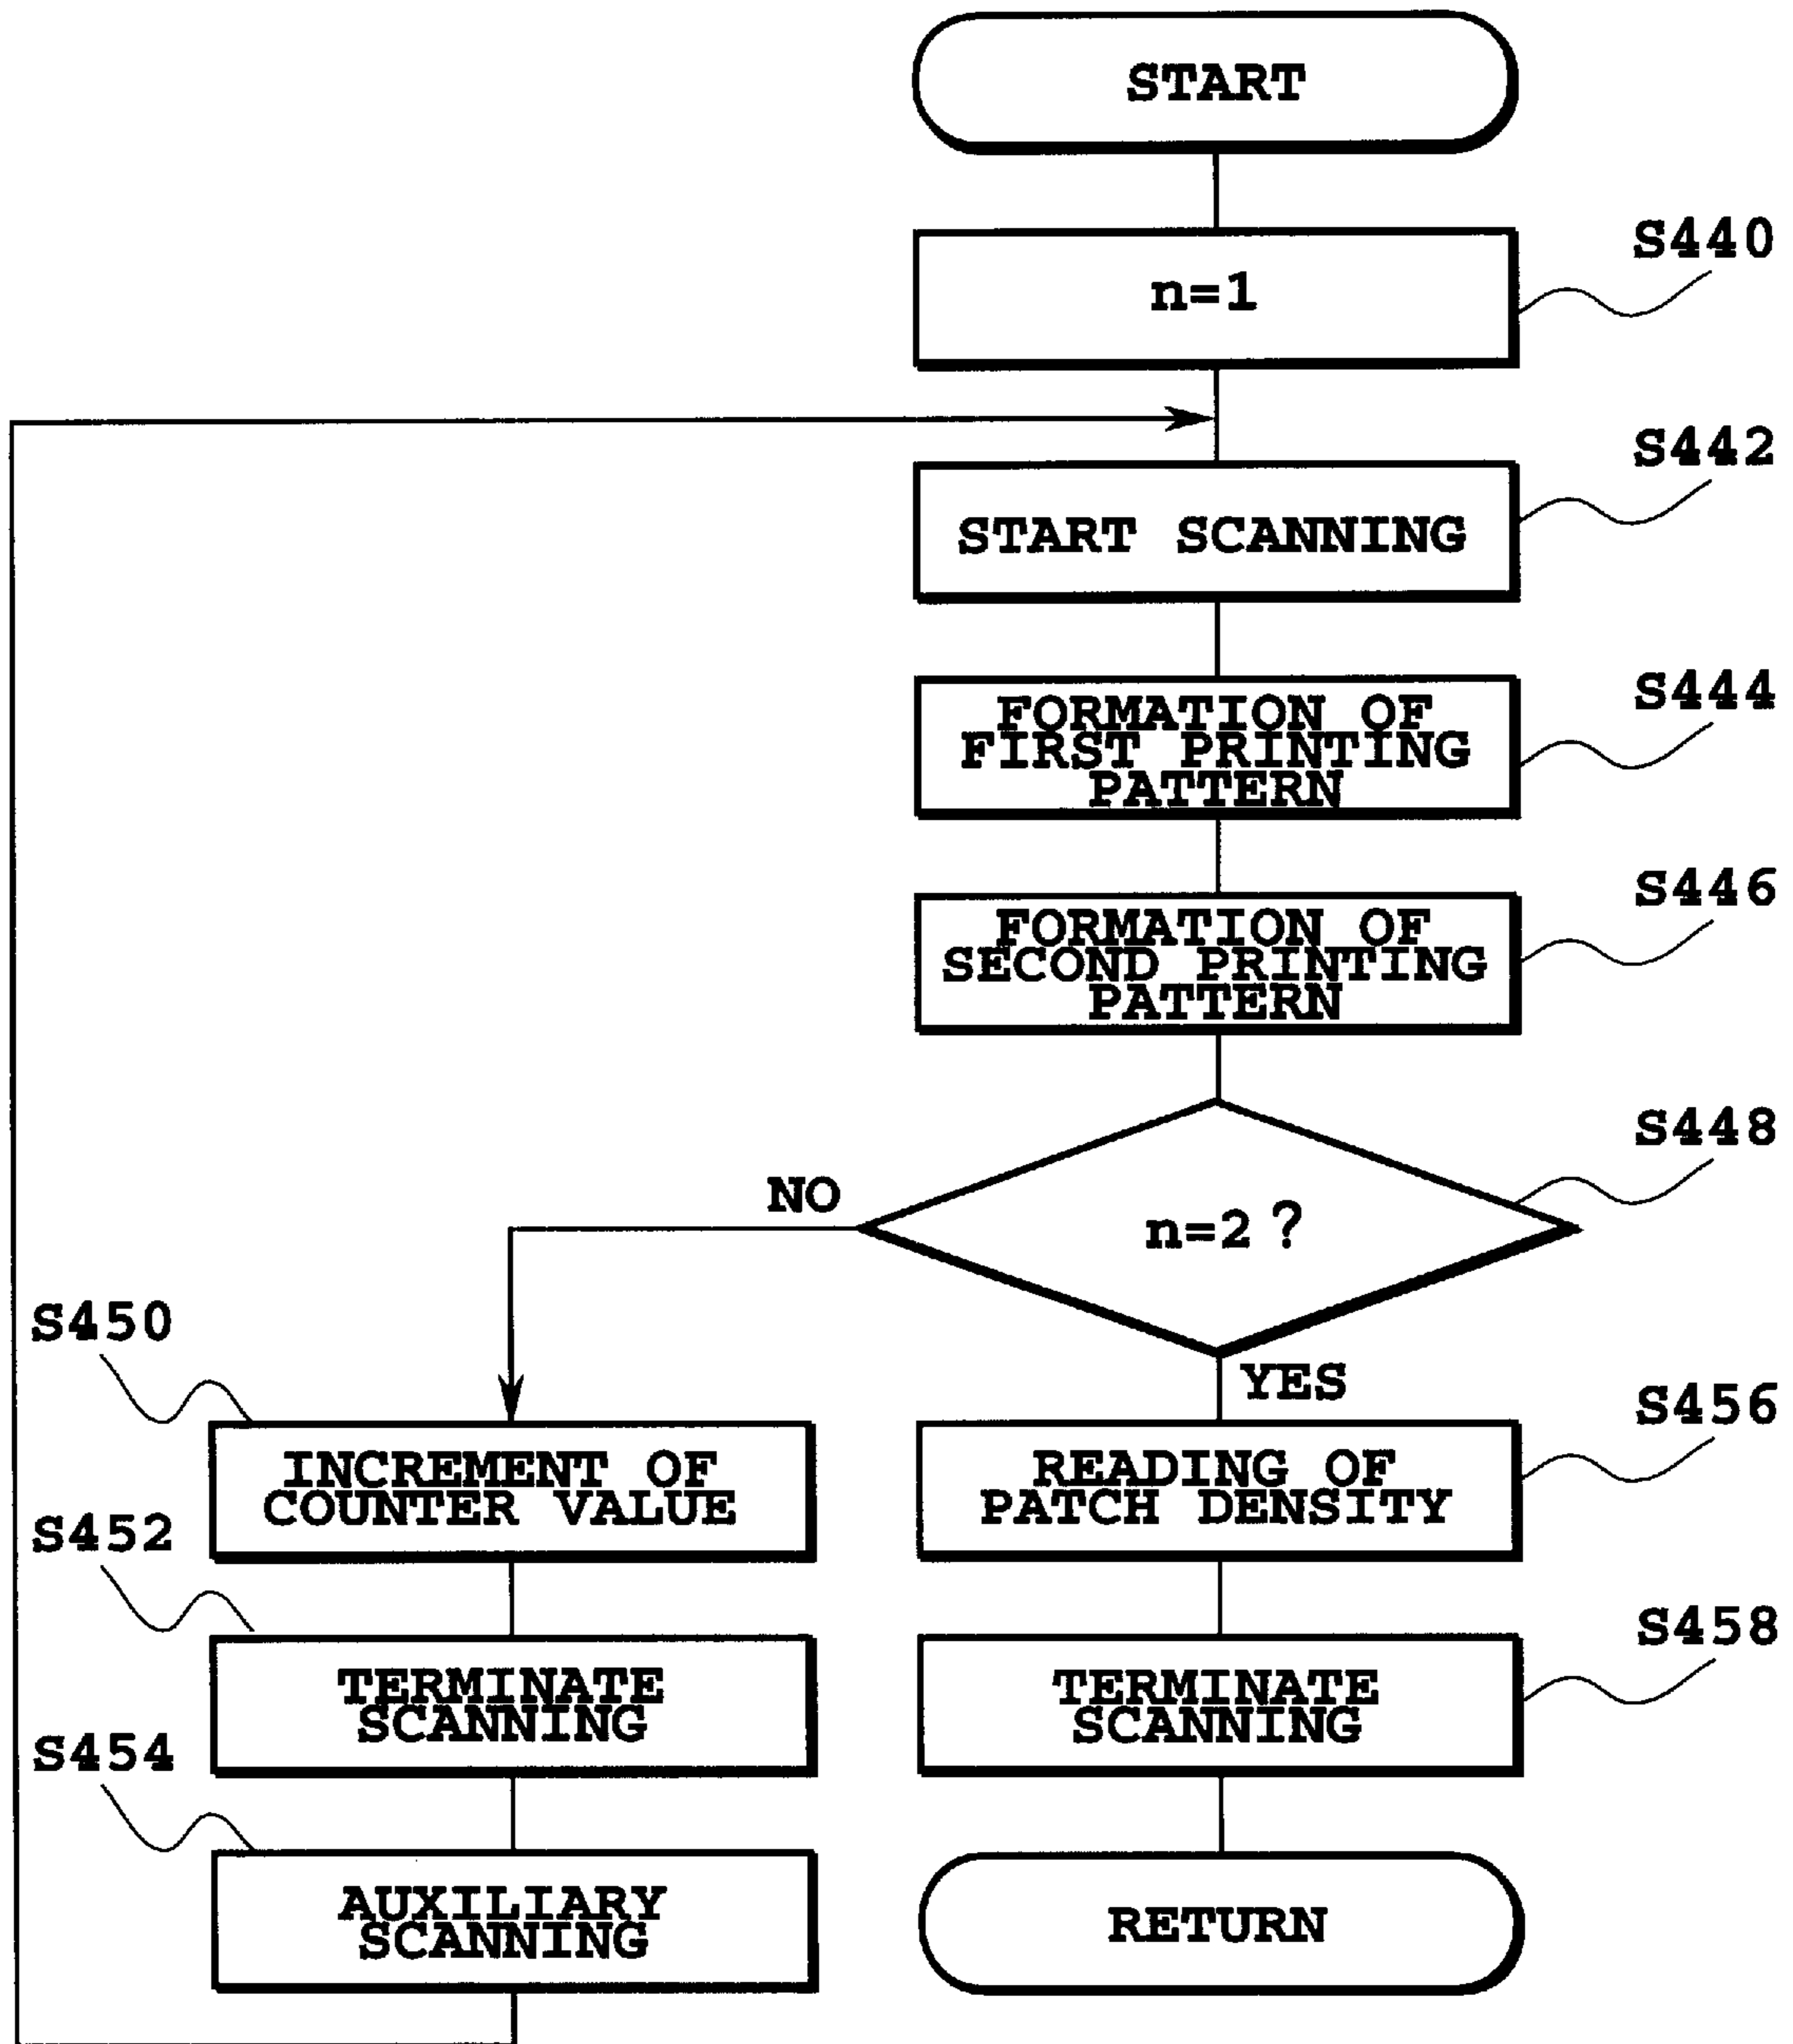 START
S440
n=1
S442
START SCANNING
S444
FORMATION OF
FIRST PRINTING
PATTERN
S446
FORMATION OF
SECOND PRINTING
PATTERN
S448
n=2 ?
NO
YES
S450
INCREMENT OF
COUNTER VALUE
S452
TERMINATE
SCANNING
S454
AUXILIARY
SCANNING
S456
READING OF
PATCH DENSITY
S458
TERMINATE
SCANNING
RETURN